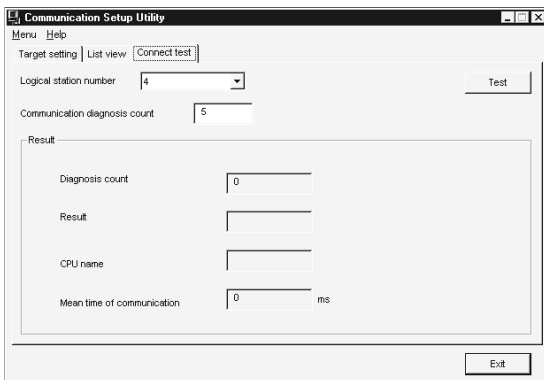 Communication Setup Utility
Menu Help
Target setting List view Connect test
Logical station number 4 Test
Communication diagnosis count 5
Result
Diagnosis count 0
Result
CPU name
Mean time of communication 0 ms
Exit